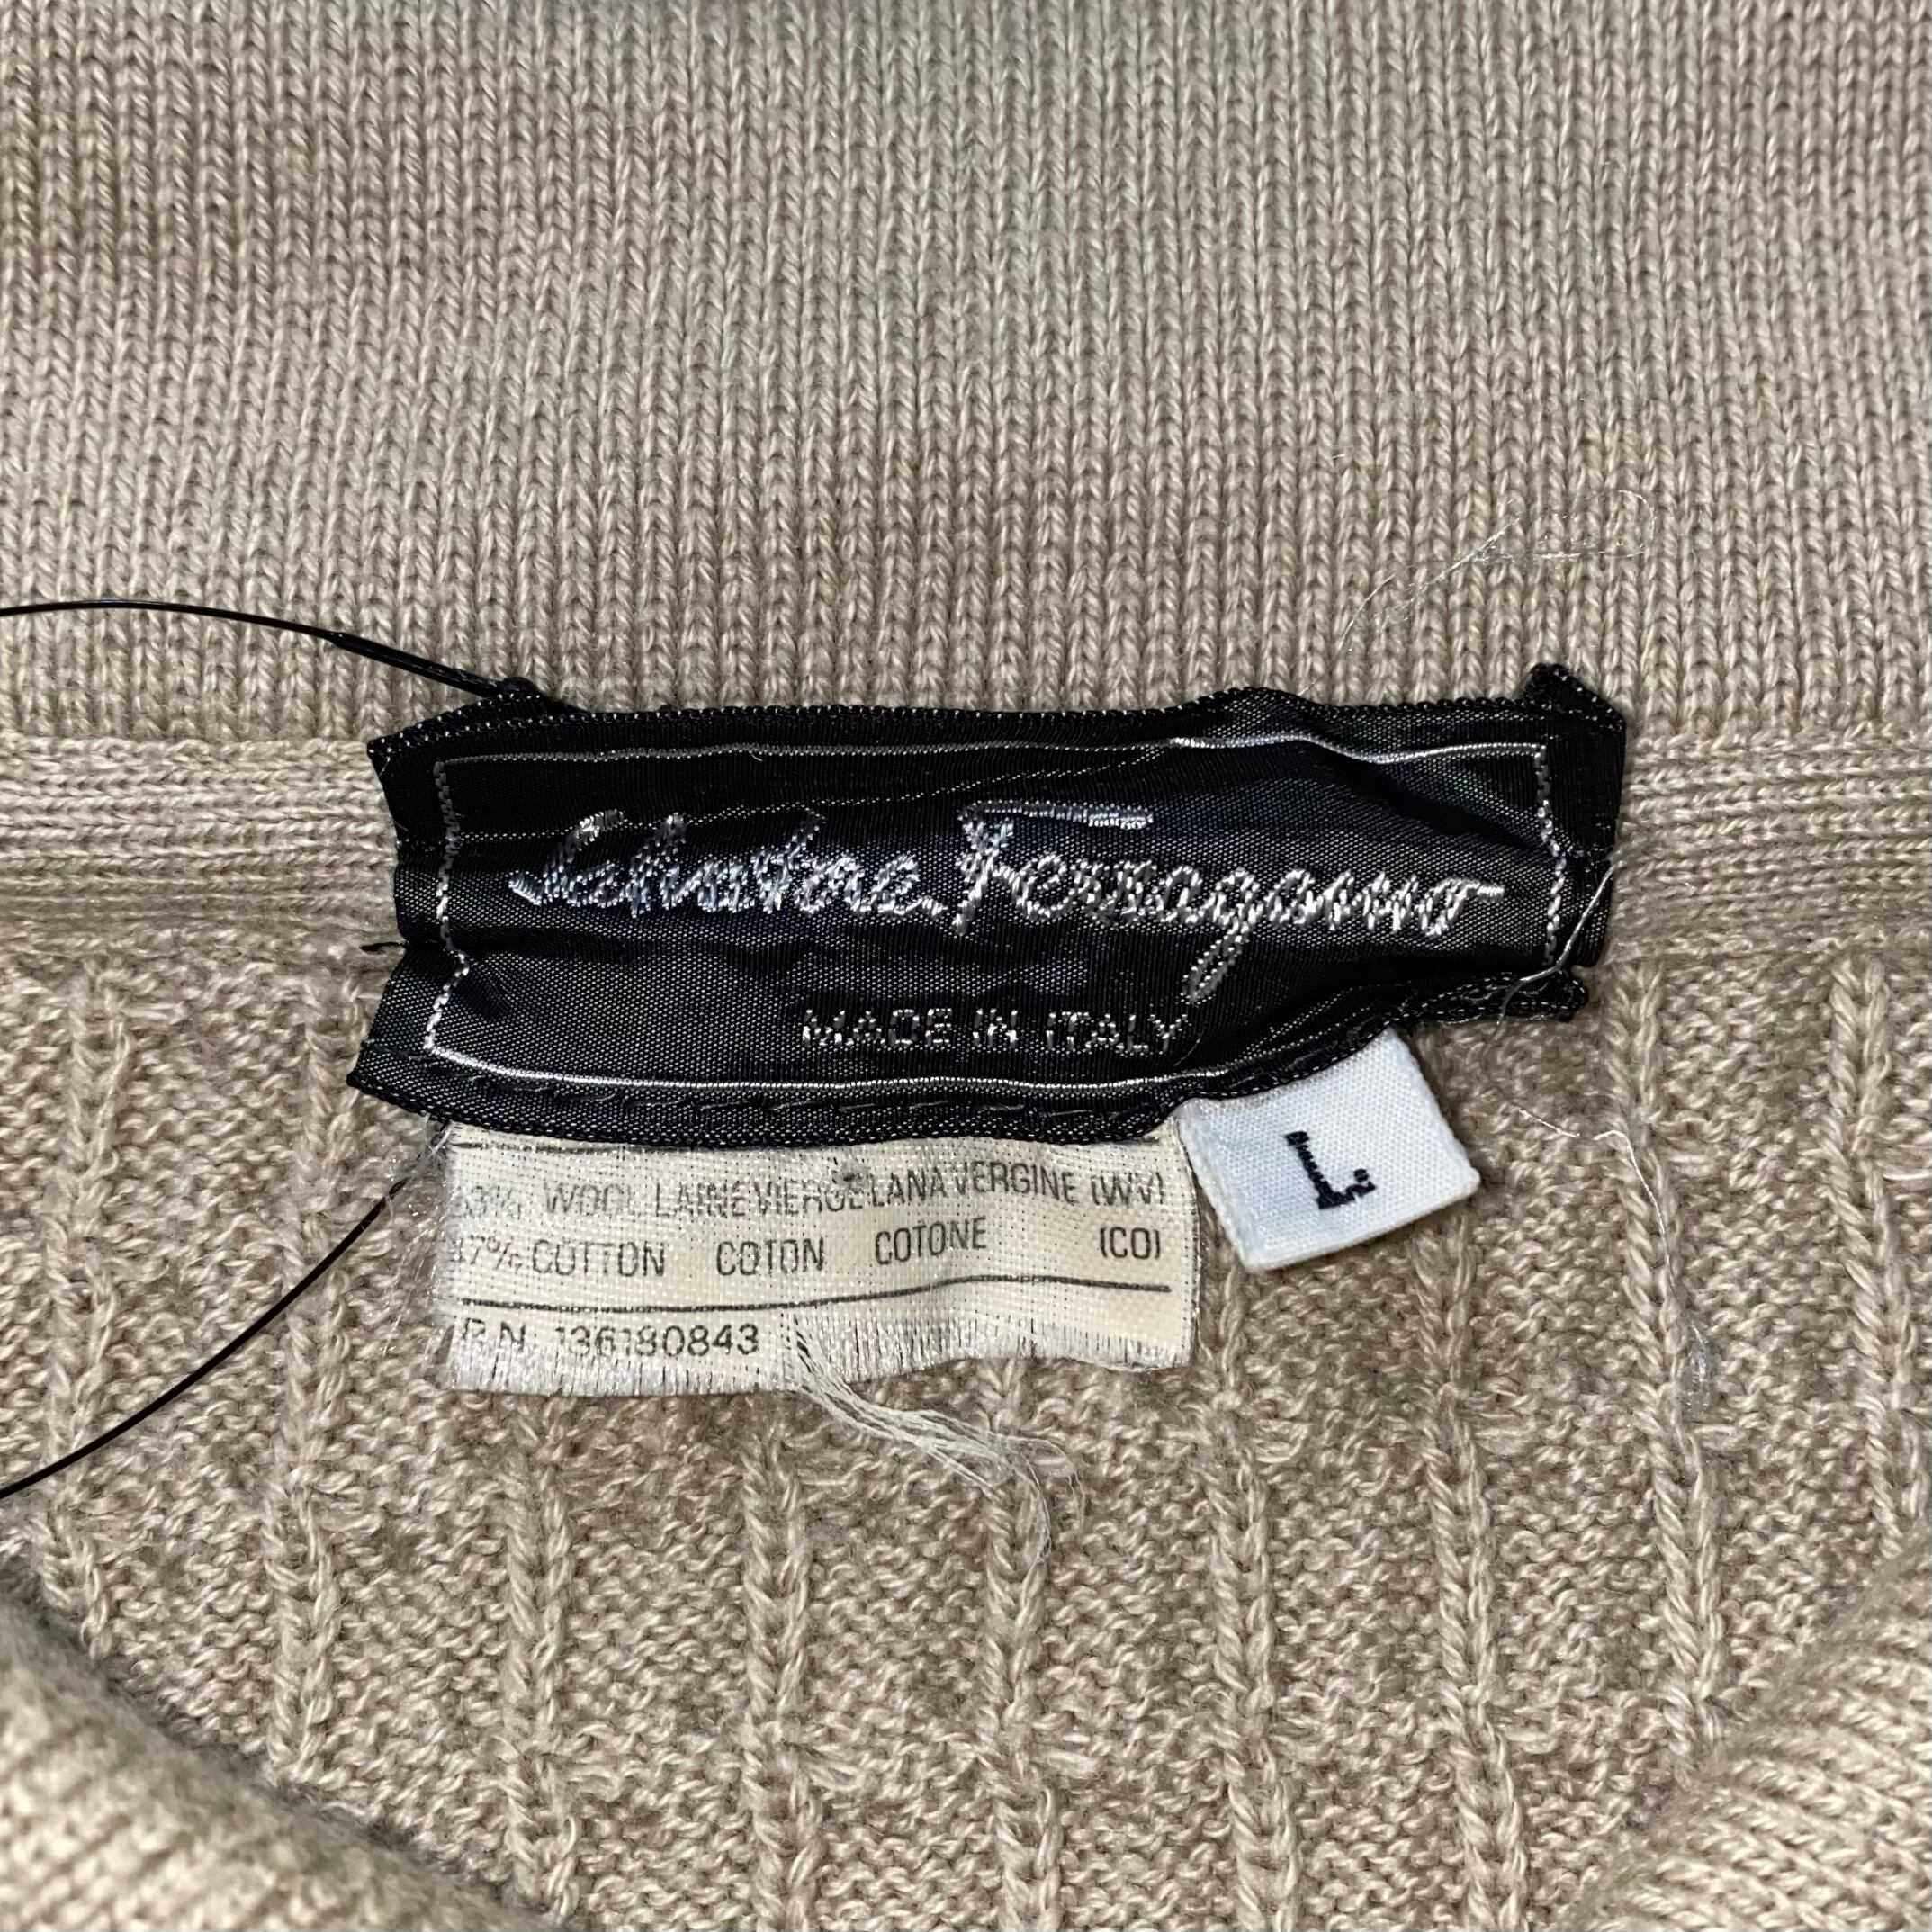 Salvatore Ferragamo
MADE IN ITALY
L
WOOL LAINE VIERGE LANA VERGINE (WV)
COTTON COTON COTONE (CO)
R.N. 136180843